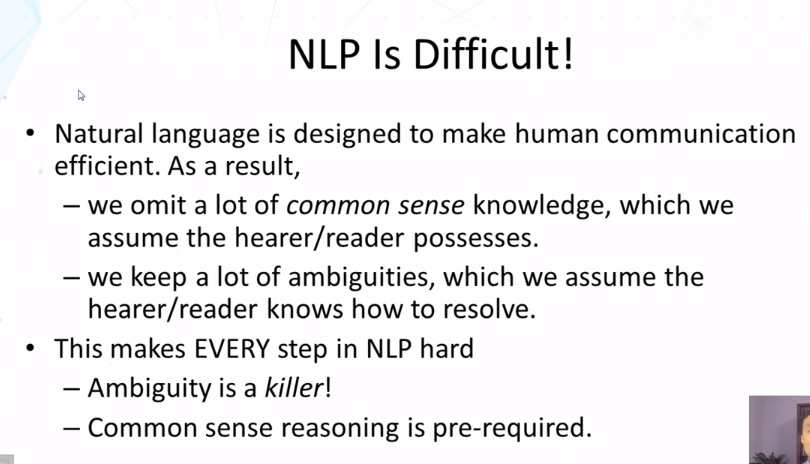 NLP Is Difficult!
• Natural language is designed to make human communication
efficient. As a result,
– we omit a lot of common sense knowledge, which we
assume the hearer/reader possesses.
– we keep a lot of ambiguities, which we assume the
hearer/reader knows how to resolve.
• This makes EVERY step in NLP hard
– Ambiguity is a killer!
– Common sense reasoning is pre-required.